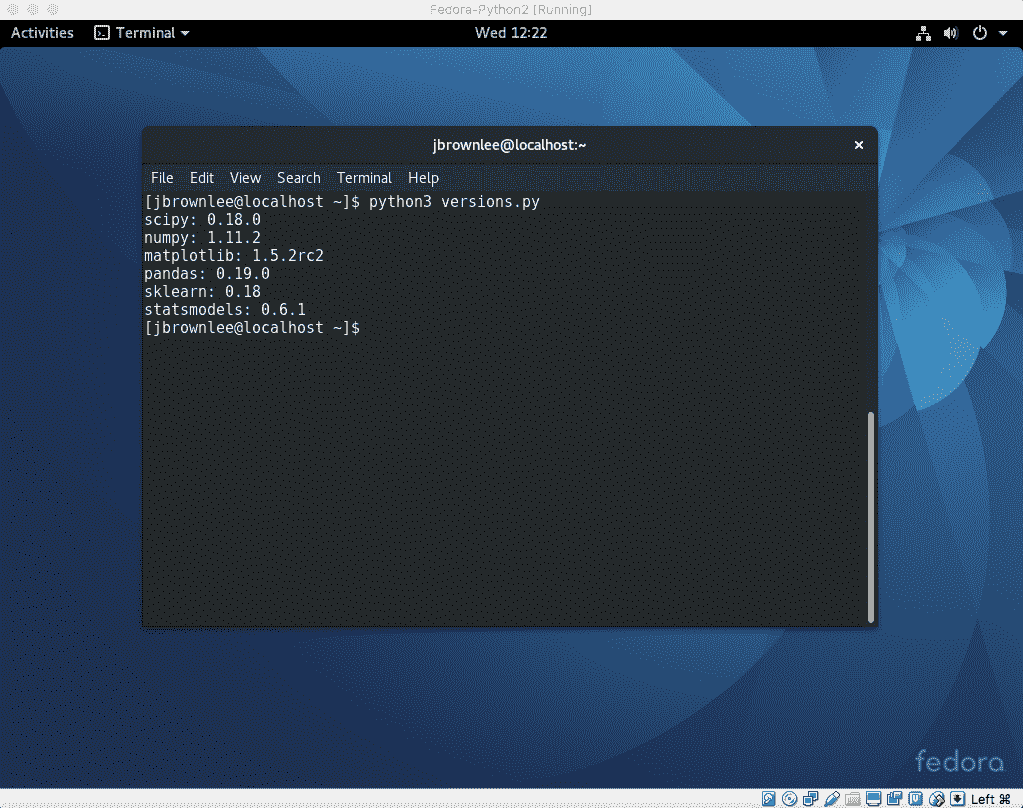 Fedora-Python2 [Running]
Activities Terminal Wed 12:22
jbrownlee@localhost:~
File Edit View Search Terminal Help
[jbrownlee@localhost ~]$ python3 versions.py
scipy: 0.18.0
numpy: 1.11.2
matplotlib: 1.5.2rc2
pandas: 0.19.0
sklearn: 0.18
statsmodels: 0.6.1
[jbrownlee@localhost ~]$
fedora
Left ⌘